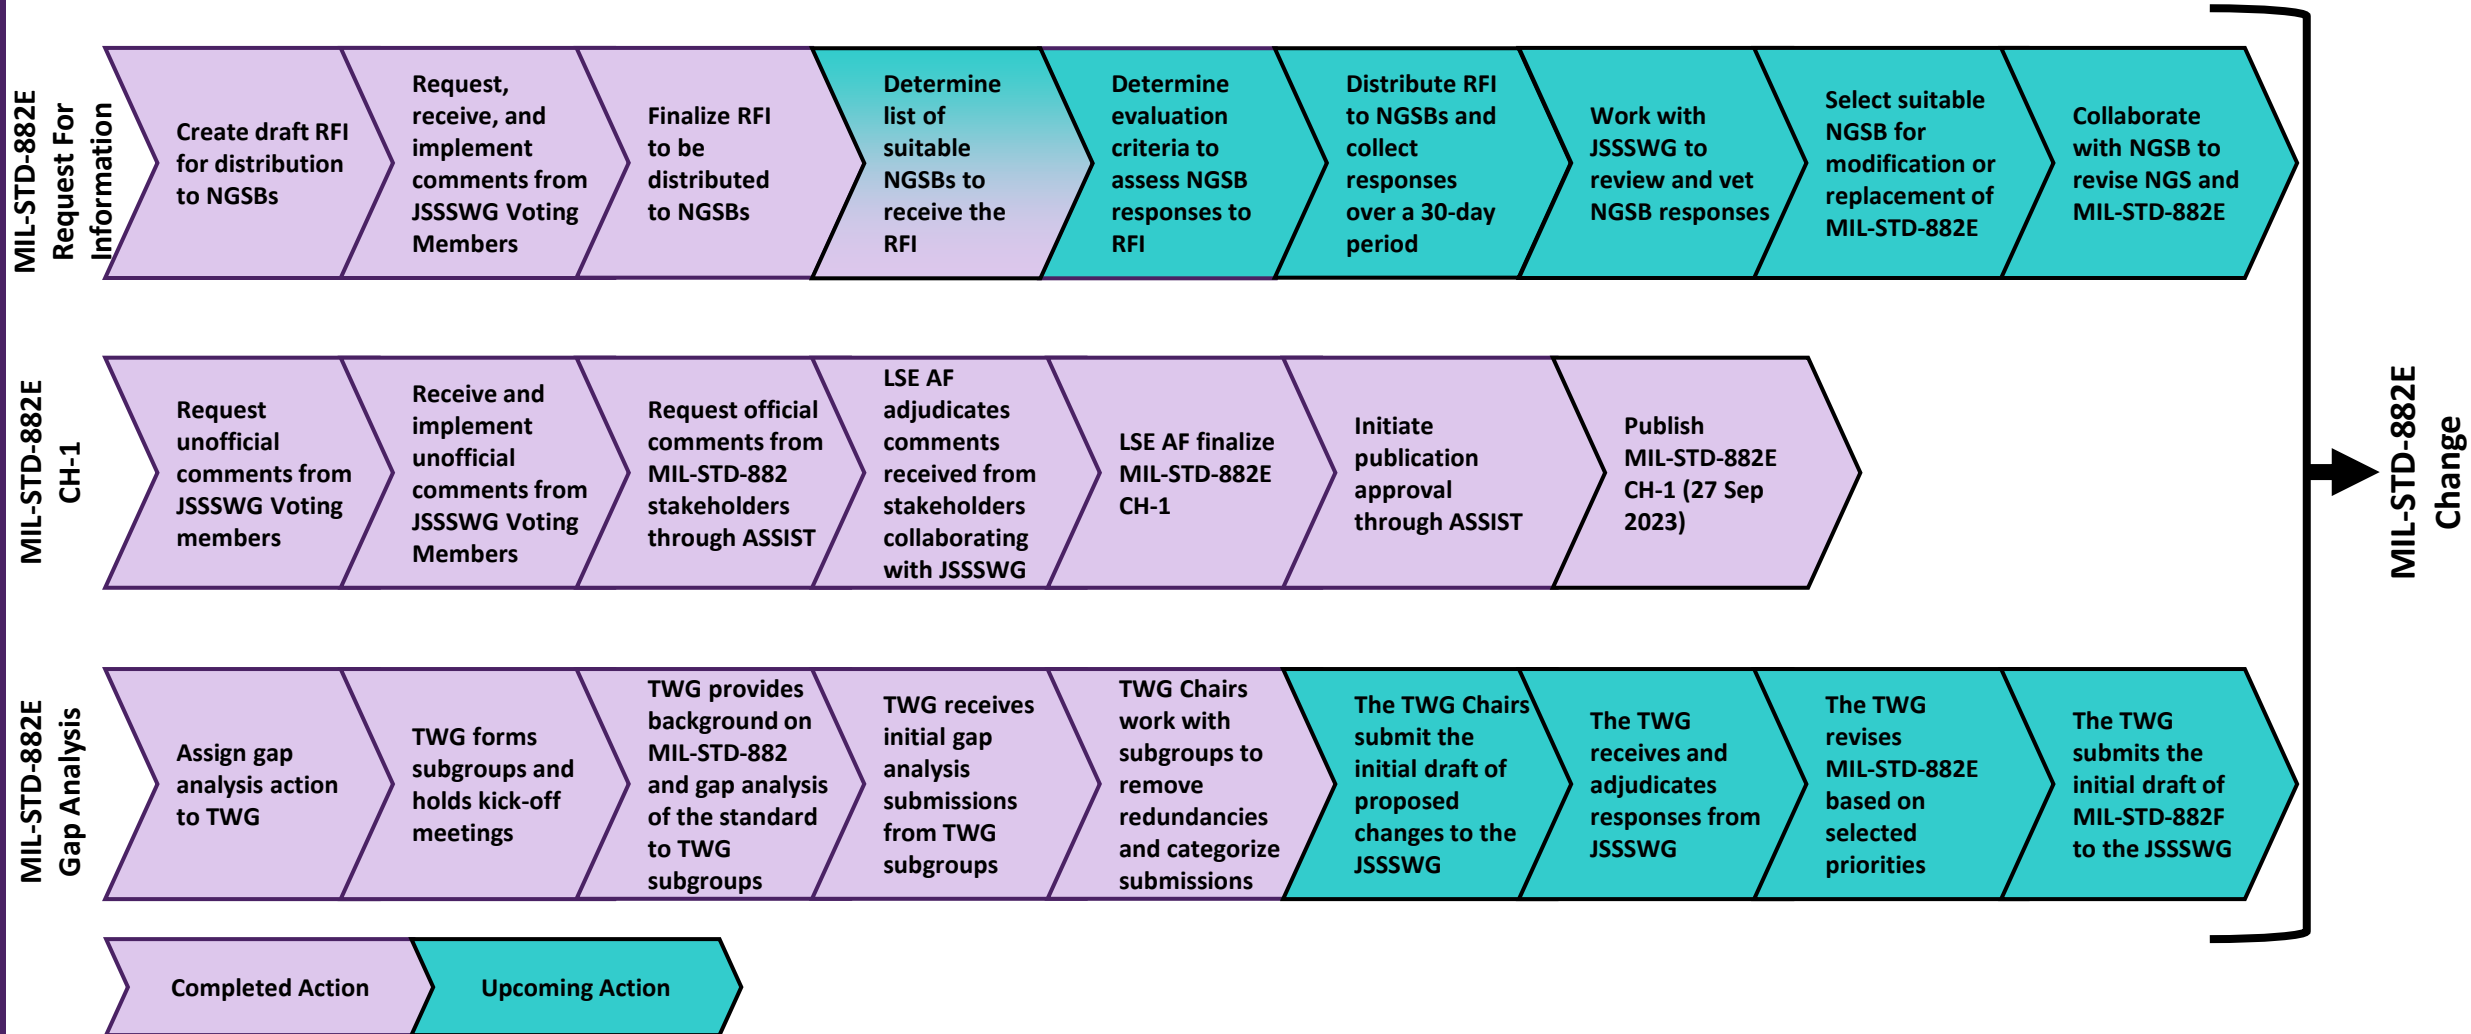 MIL-STD-882E
Request For
Information
Create draft RFI
for distribution
to NGSBs
Request,
receive, and
implement
comments from
JSSSWG Voting
Members
Finalize RFI
to be
distributed
to NGSBs
Determine
list of
suitable
NGSBs to
receive the
RFI
Determine
evaluation
criteria to
assess NGSB
responses to
RFI
Distribute RFI
to NGSBs and
collect
responses
over a 30-day
period
Work with
JSSSWG to
review and vet
NGSB responses
Select suitable
NGSB for
modification or
replacement of
MIL-STD-882E
Collaborate
with NGSB to
revise NGS and
MIL-STD-882E
MIL-STD-882E
CH-1
Request
unofficial
comments from
JSSSWG Voting
members
Receive and
implement
unofficial
comments from
JSSSWG Voting
Members
Request official
comments from
MIL-STD-882
stakeholders
through ASSIST
LSE AF
adjudicates
comments
received from
stakeholders
collaborating
with JSSSWG
LSE AF finalize
MIL-STD-882E
CH-1
Initiate
publication
approval
through ASSIST
Publish
MIL-STD-882E
CH-1 (27 Sep
2023)
MIL-STD-882E
Change
MIL-STD-882E
Gap Analysis
Assign gap
analysis action
to TWG
TWG forms
subgroups and
holds kick-off
meetings
TWG provides
background on
MIL-STD-882
and gap analysis
of the standard
to TWG
subgroups
TWG receives
initial gap
analysis
submissions
from TWG
subgroups
TWG Chairs
work with
subgroups to
remove
redundancies
and categorize
submissions
The TWG Chairs
submit the
initial draft of
proposed
changes to the
JSSSWG
The TWG
receives and
adjudicates
responses from
JSSSWG
The TWG
revises
MIL-STD-882E
based on
selected
priorities
The TWG
submits the
initial draft of
MIL-STD-882F
to the JSSSWG
Completed Action
Upcoming Action